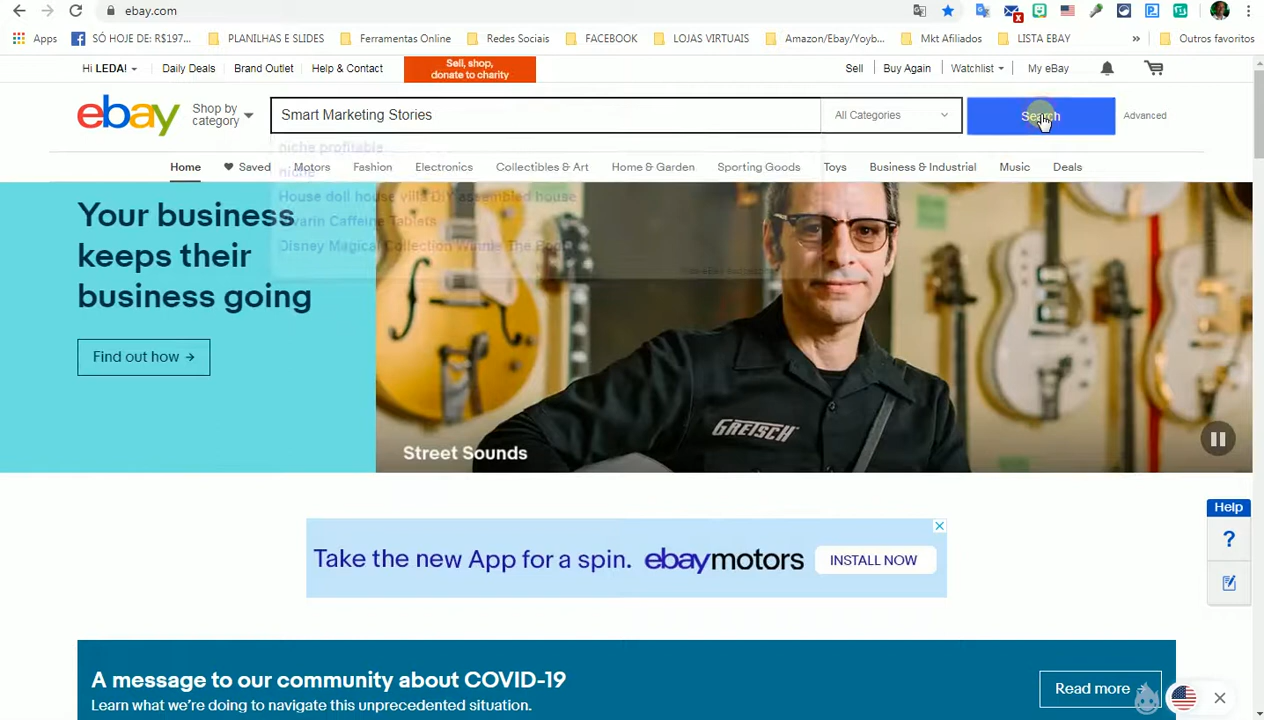 ebay.com
Apps
SÓ HOJE DE: R$197...
PLANILHAS E SLIDES
Ferramentas Online
Redes Sociais
FACEBOOK
LOJAS VIRTUAIS
Amazon/Ebay/Yoyb...
Mkt Afiliados
LISTA EBAY
»
Outros favoritos
Hi LEDA!
Daily Deals
Brand Outlet
Help & Contact
Sell, shop,
donate to charity
Sell
Buy Again
Watchlist
My eBay
ebay
Shop by
category
Smart Marketing Stories
All Categories
Search
Advanced
niche profitable
niche
House doll house villa DIY assembled house
Disney Magical Collection Winnie The Pooh
Home
Saved
Motors
Fashion
Electronics
Collectibles & Art
Home & Garden
Sporting Goods
Toys
Business & Industrial
Music
Deals
Your business
keeps their
business going
Find out how →
GRETSCH
Street Sounds
Help
?
Take the new App for a spin.
ebaymotors
INSTALL NOW
A message to our community about COVID-19
Learn what we're doing to navigate this unprecedented situation.
Read more